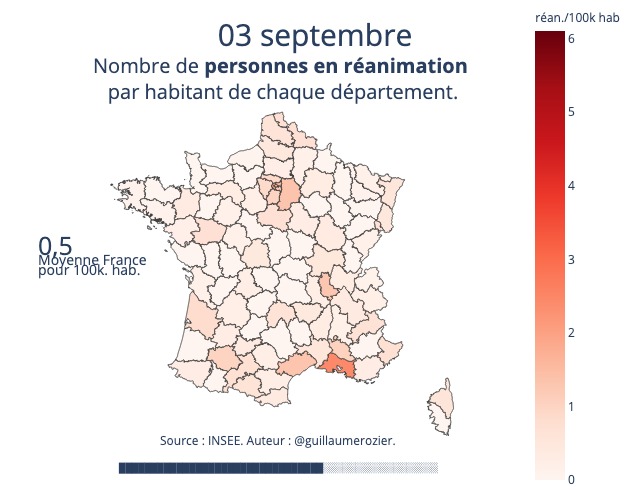 03 septembre
Nombre de personnes en réanimation
par habitant de chaque département.
réan./100k hab
6
5
4
3
2
1
0
0,5
Moyenne France
pour 100k. hab.
Source : INSEE. Auteur : @guillaumerozier.